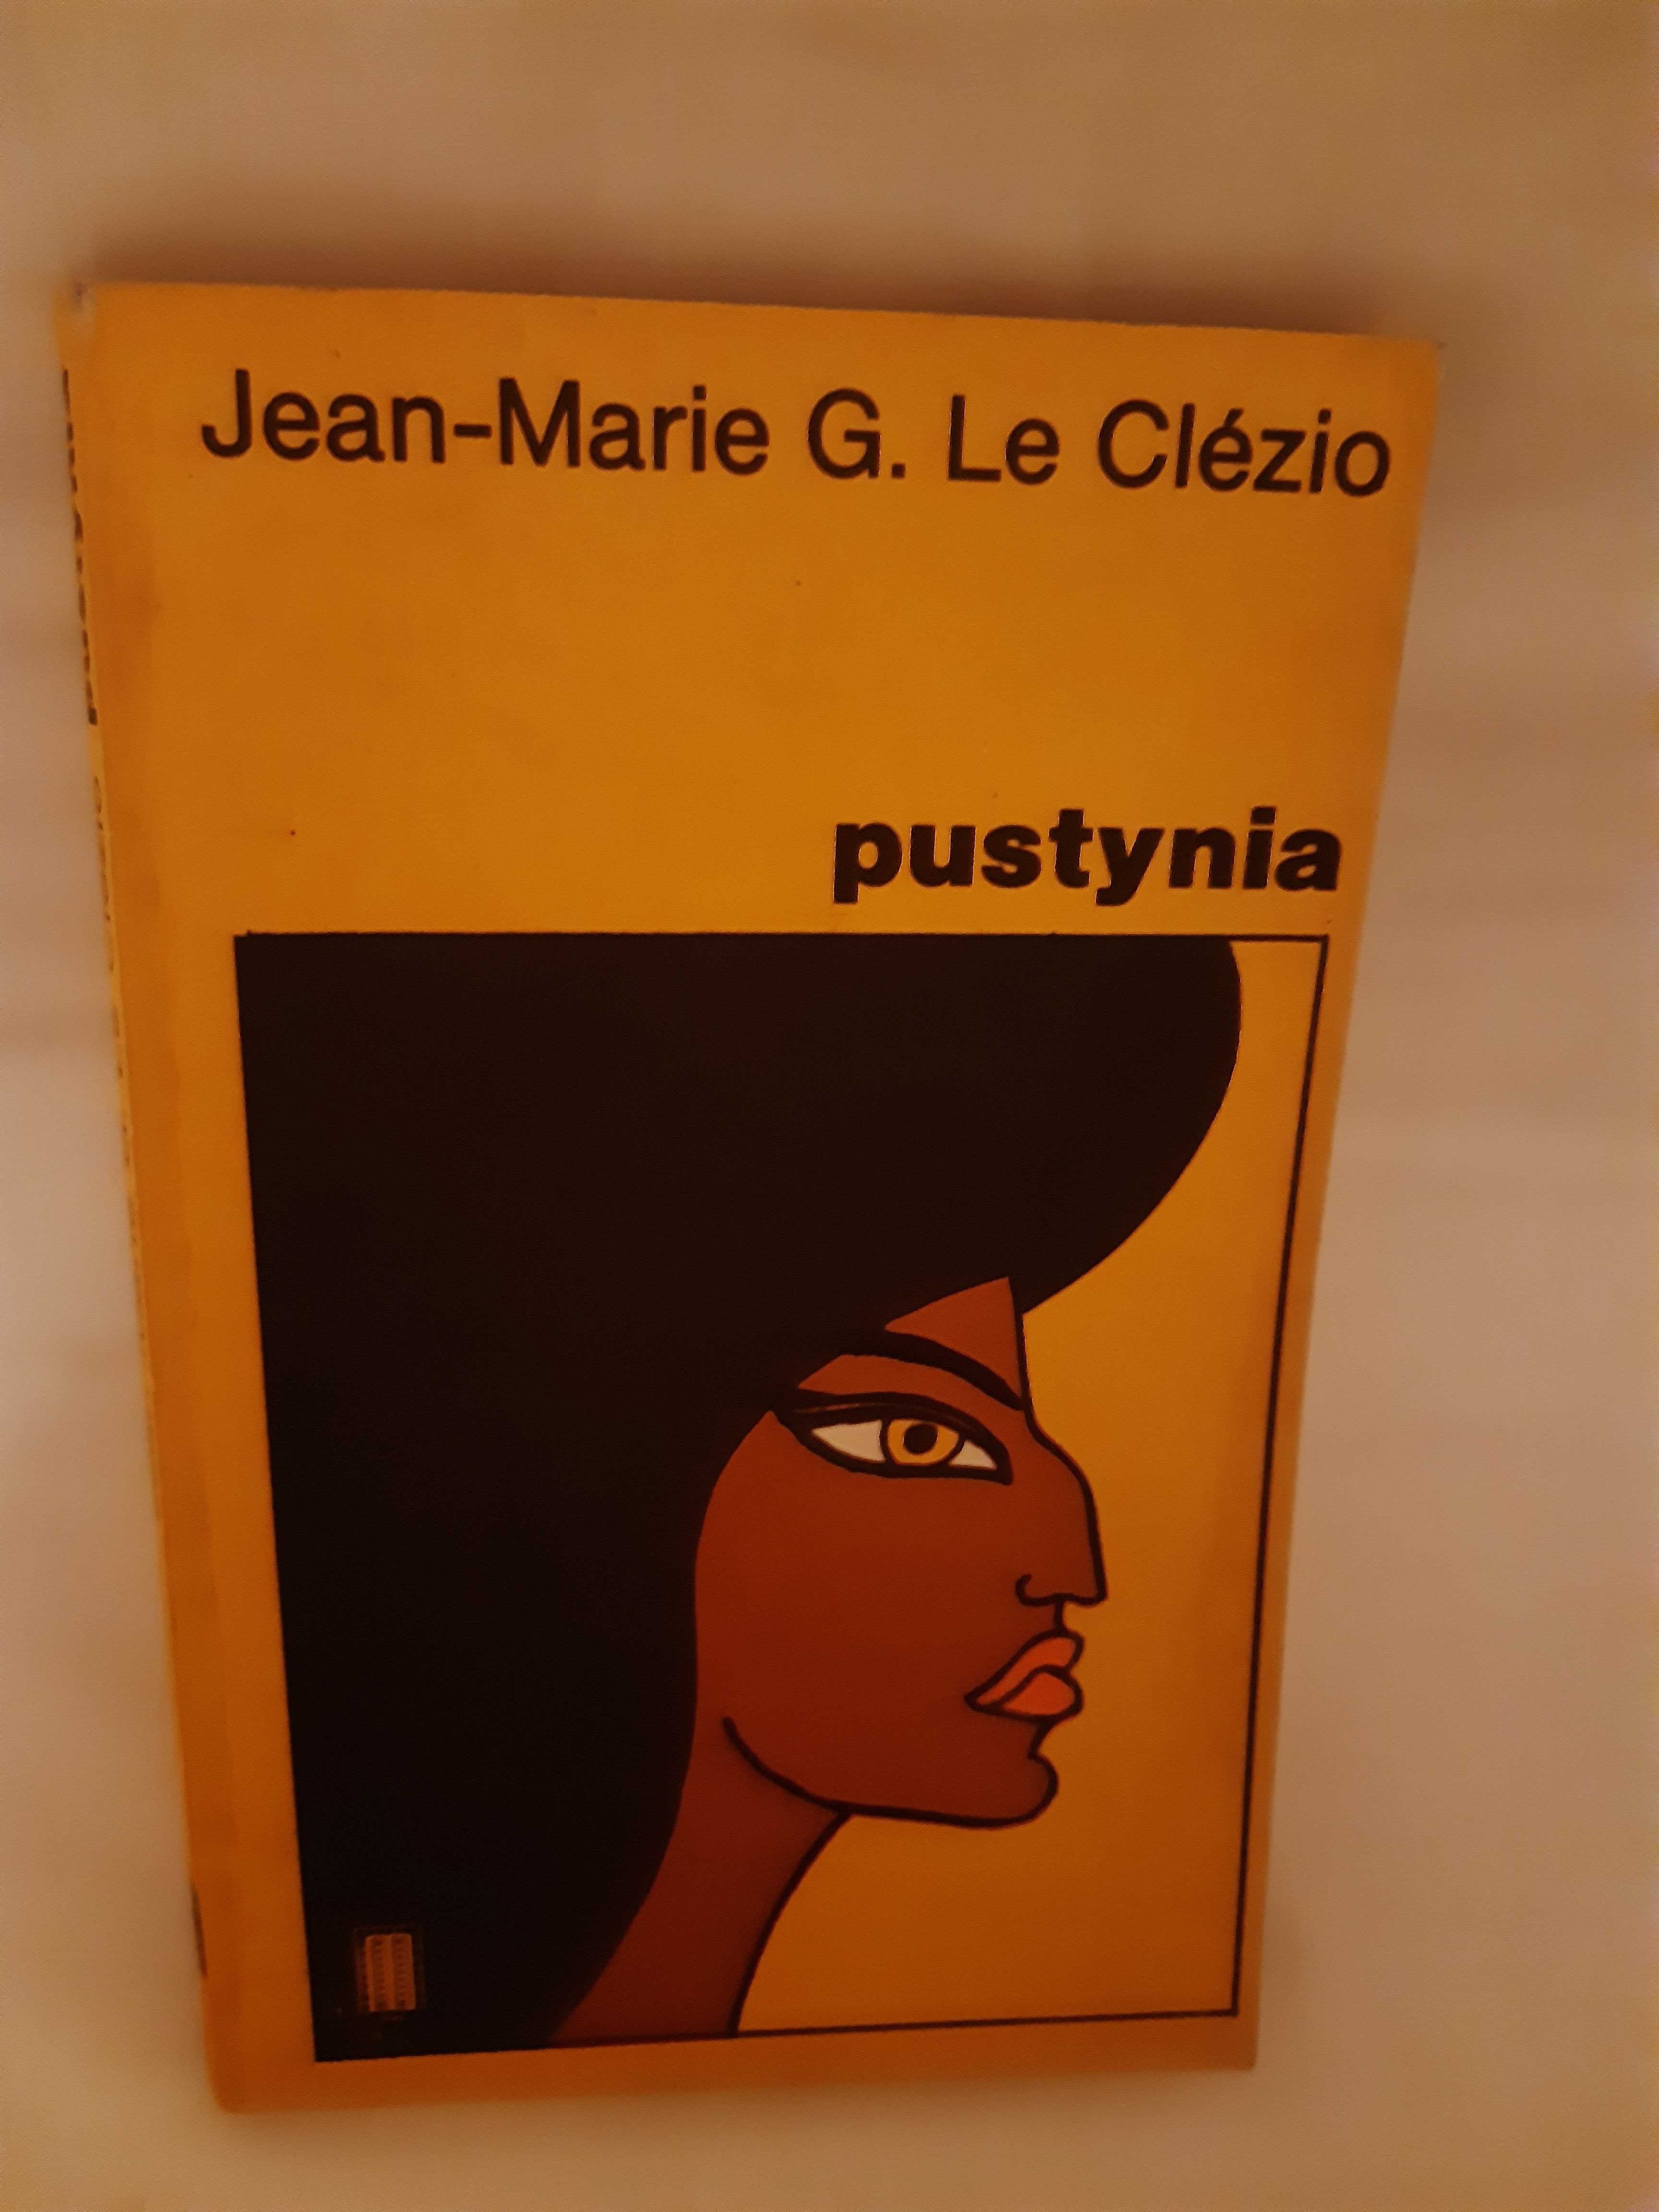 Jean-Marie G. Le Clézio
pustynia